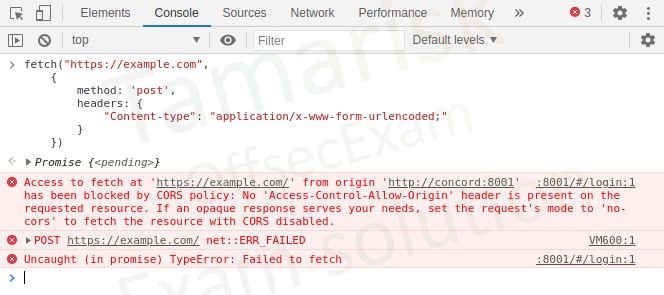 Elements Console Sources Network Performance Memory » 3
top Filter Default levels
> fetch("https://example.com",
{
method: 'post',
headers: {
"Content-type": "application/x-www-form-urlencoded;"
}
})
Promise {<pending>}
Access to fetch at 'https://example.com/' from origin 'http://concord:8001' :8001/#/login:1
has been blocked by CORS policy: No 'Access-Control-Allow-Origin' header is present on the
requested resource. If an opaque response serves your needs, set the request's mode to 'no-
cors' to fetch the resource with CORS disabled.
POST https://example.com/ net::ERR_FAILED VM600:1
Uncaught (in promise) TypeError: Failed to fetch :8001/#/login:1
>
Tamarisk
OffsecExam
Exam solution